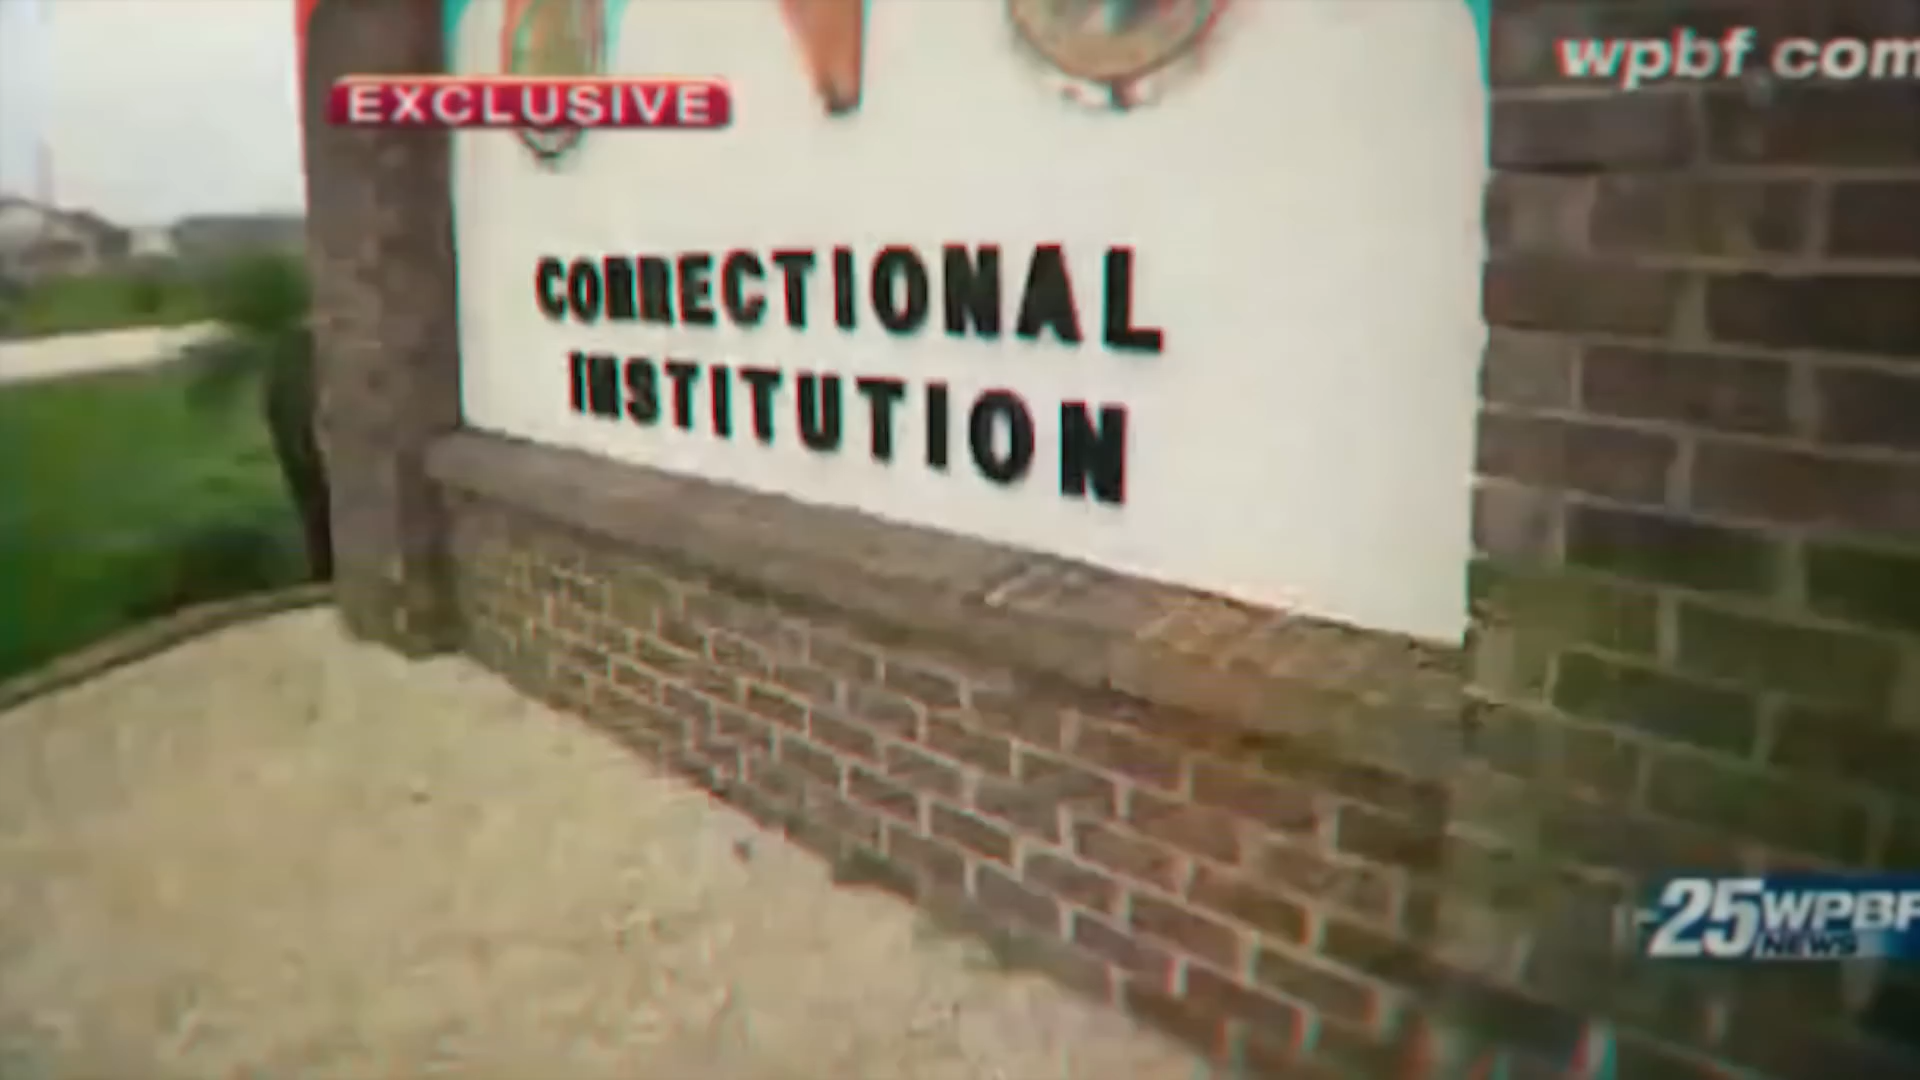 EXCLUSIVE
wpbf com
CORRECTIONAL
INSTITUTION
25 WPBF
NEWS